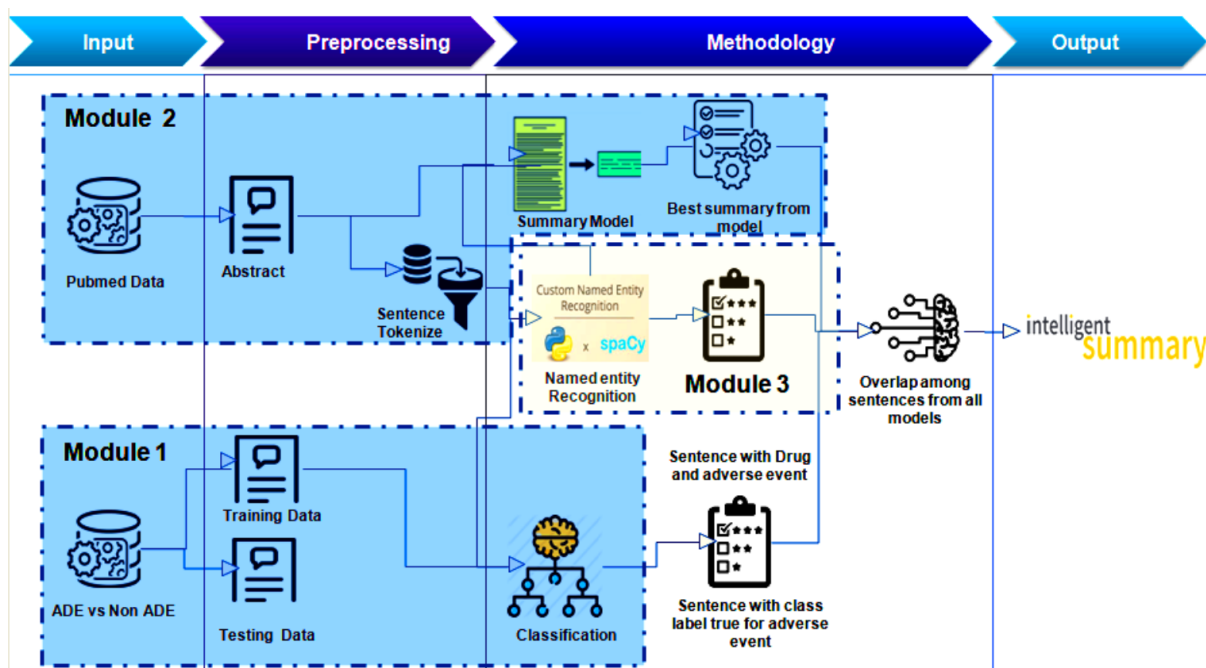 Input
Preprocessing
Methodology
Output
Module 2
Pubmed Data
Abstract
Sentence
Tokenize
Summary Model
Best summary from
model
Custom Named Entity
Recognition
x spaCy
Named entity
Recognition
Module 3
Overlap among
sentences from all
models
intelligent
summary
Module 1
ADE vs Non ADE
Training Data
Testing Data
Classification
Sentence with Drug
and adverse event
Sentence with class
label true for adverse
event